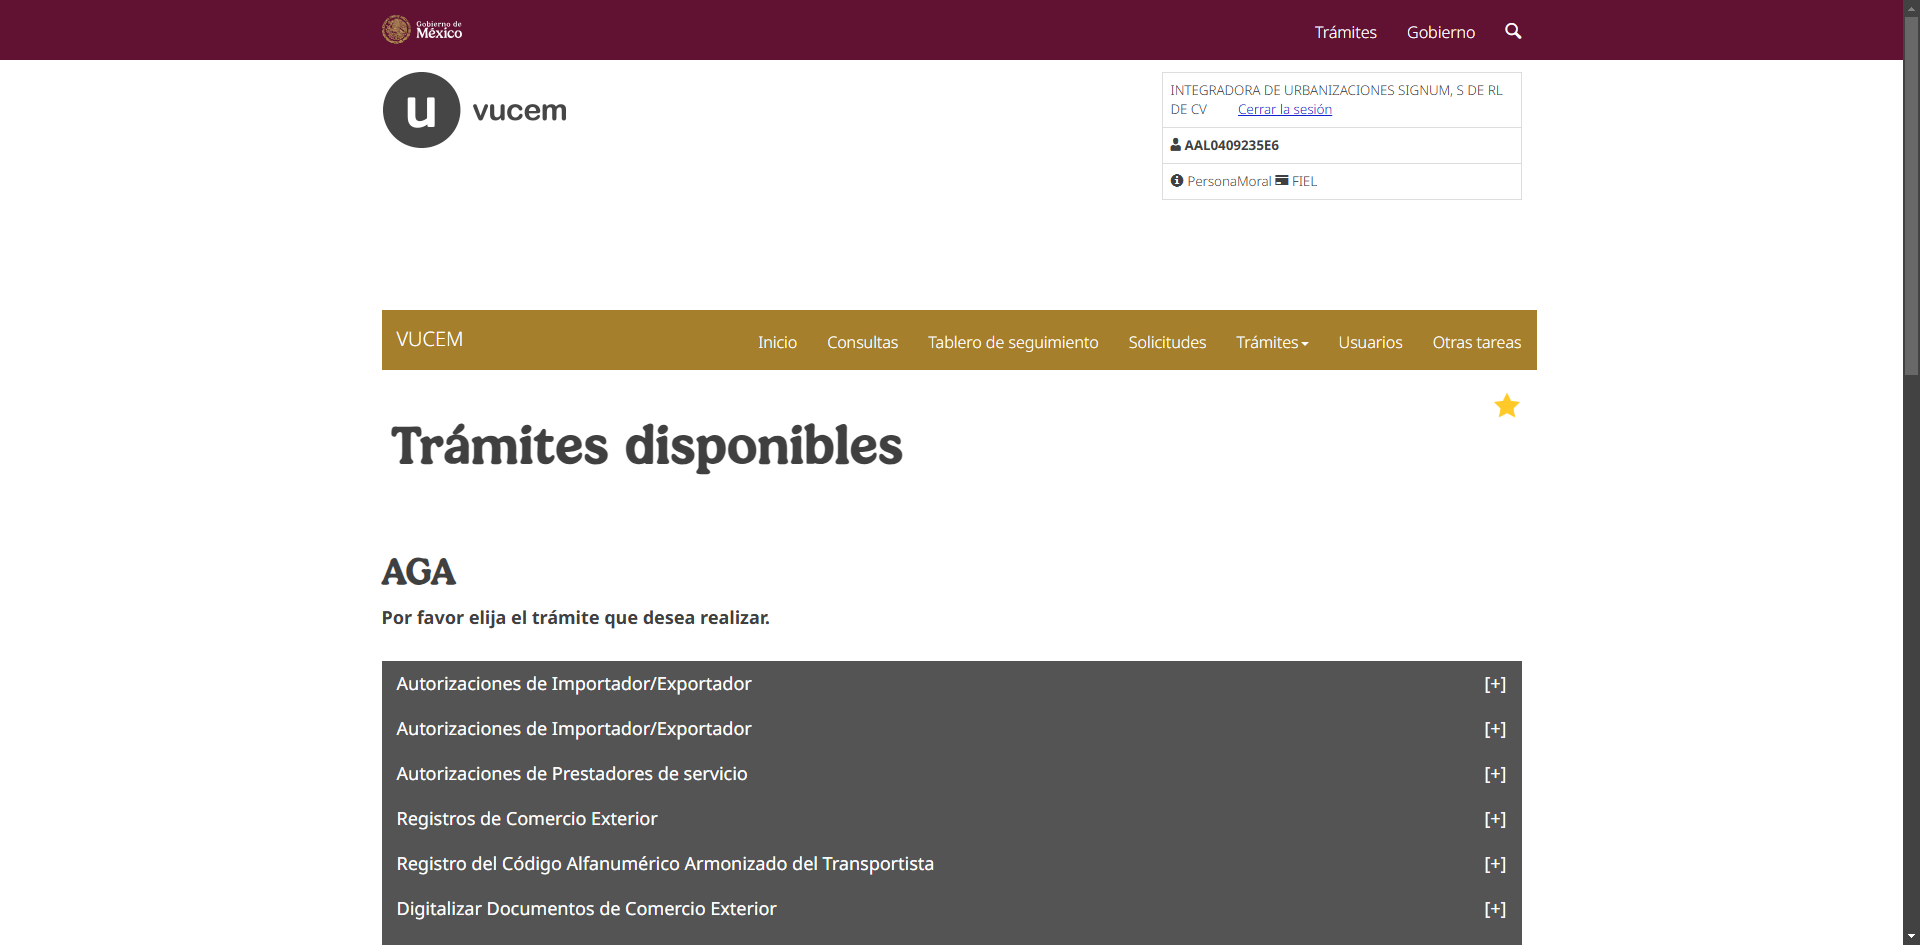 Gobierno de
México
Trámites
Gobierno
u vucem
INTEGRADORA DE URBANIZACIONES SIGNUM, S DE RL
DE CV Cerrar la sesión
AAL0409235E6
PersonaMoral FIEL
VUCEM
Inicio
Consultas
Tablero de seguimiento
Solicitudes
Trámites
Usuarios
Otras tareas
Trámites disponibles
AGA
Por favor elija el trámite que desea realizar.
Autorizaciones de Importador/Exportador [+]
Autorizaciones de Importador/Exportador [+]
Autorizaciones de Prestadores de servicio [+]
Registros de Comercio Exterior [+]
Registro del Código Alfanumérico Armonizado del Transportista [+]
Digitalizar Documentos de Comercio Exterior [+]